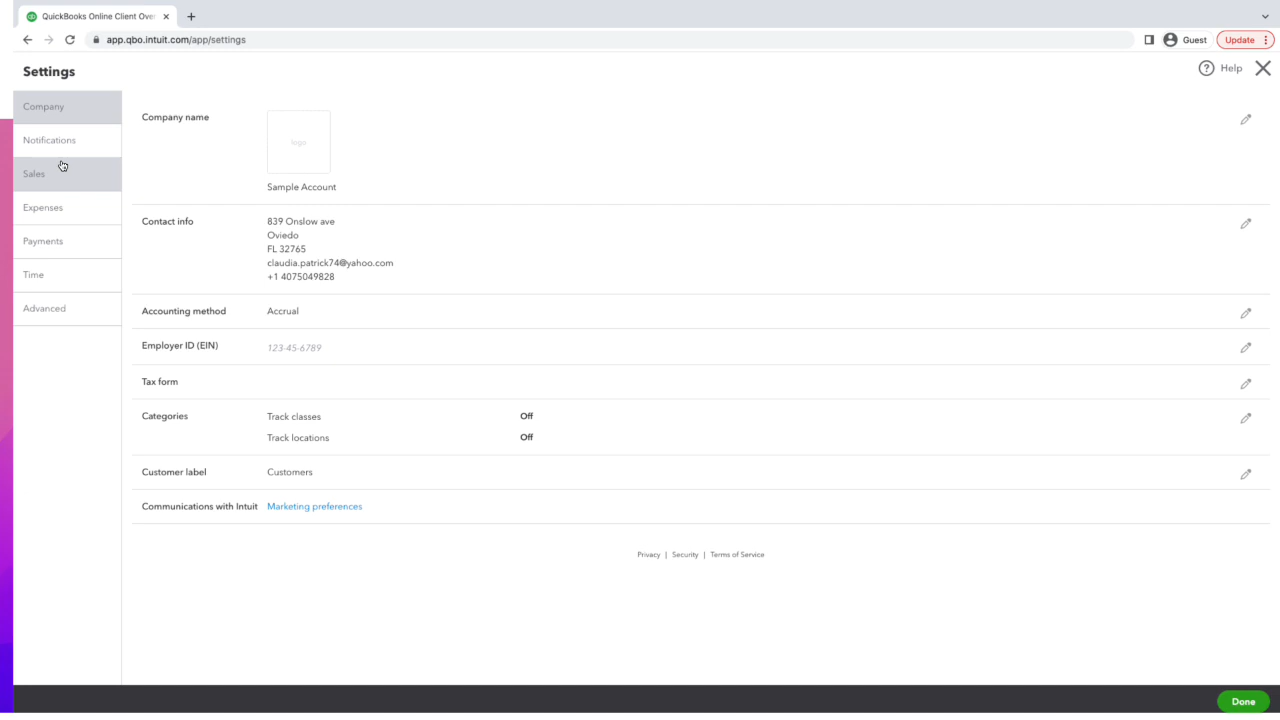 QuickBooks Online Client Over
app.qbo.intuit.com/app/settings
Guest
Update
Settings
Help
Company
Notifications
Sales
Expenses
Payments
Time
Advanced
Company name
logo
Sample Account
Contact info
839 Onslow ave
Oviedo
FL 32765
claudia.patrick74@yahoo.com
+1 4075049828
Accounting method Accrual
Employer ID (EIN) 123-45-6789
Tax form
Categories Track classes Off
Track locations Off
Customer label Customers
Communications with Intuit Marketing preferences
Privacy | Security | Terms of Service
Done